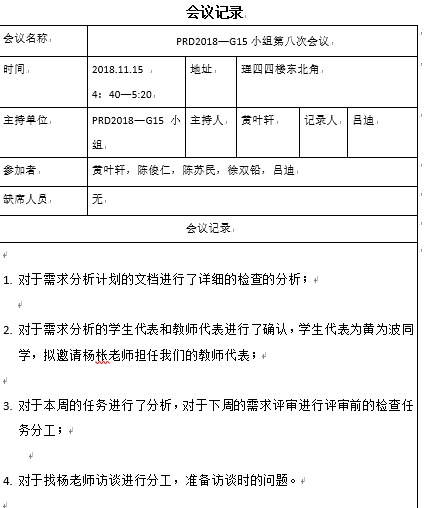 会议记录
会议名称 PRD2018—G15 小组第八次会议
时间 2018.11.15 地址 理四四楼东北角
4：40—5:20
主持单位 PRD2018—G15 小 主持人 黄叶轩 记录人 吕迪
组
参加者 黄叶轩，陈俊仁，陈苏民，徐双铅，吕迪
缺席人员 无
会议记录
1. 对于需求分析计划的文档进行了详细的检查的分析；
2. 对于需求分析的学生代表和教师代表进行了确认，学生代表为黄为波同
学，拟邀请杨枨老师担任我们的教师代表；
3. 对于本周的任务进行了分析，对于下周的需求评审进行评审前的检查任
务分工；
4. 对于找杨老师访谈进行分工，准备访谈时的问题。